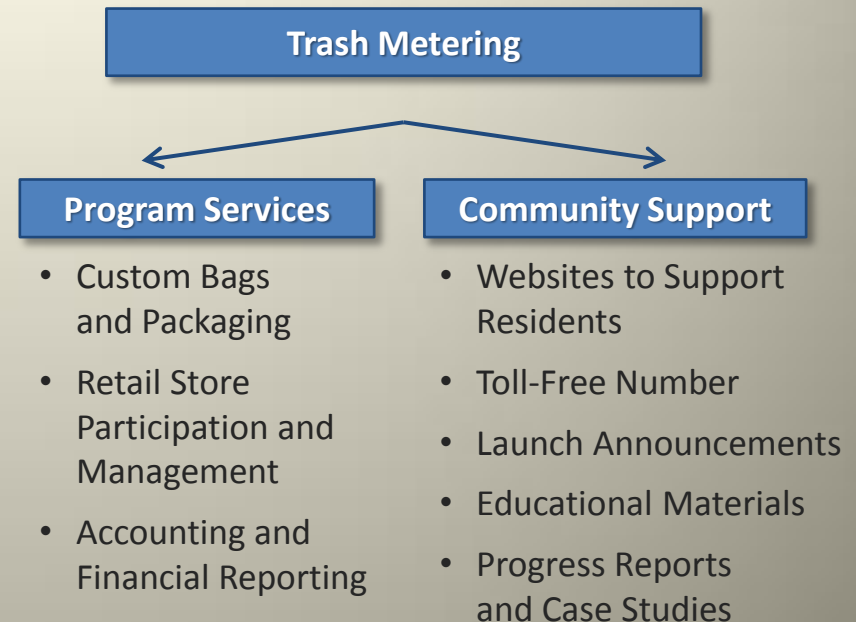 Trash Metering
Program Services
• Custom Bags
and Packaging
• Retail Store
Participation and
Management
• Accounting and
Financial Reporting
Community Support
• Websites to Support
Residents
• Toll-Free Number
• Launch Announcements
• Educational Materials
• Progress Reports
and Case Studies